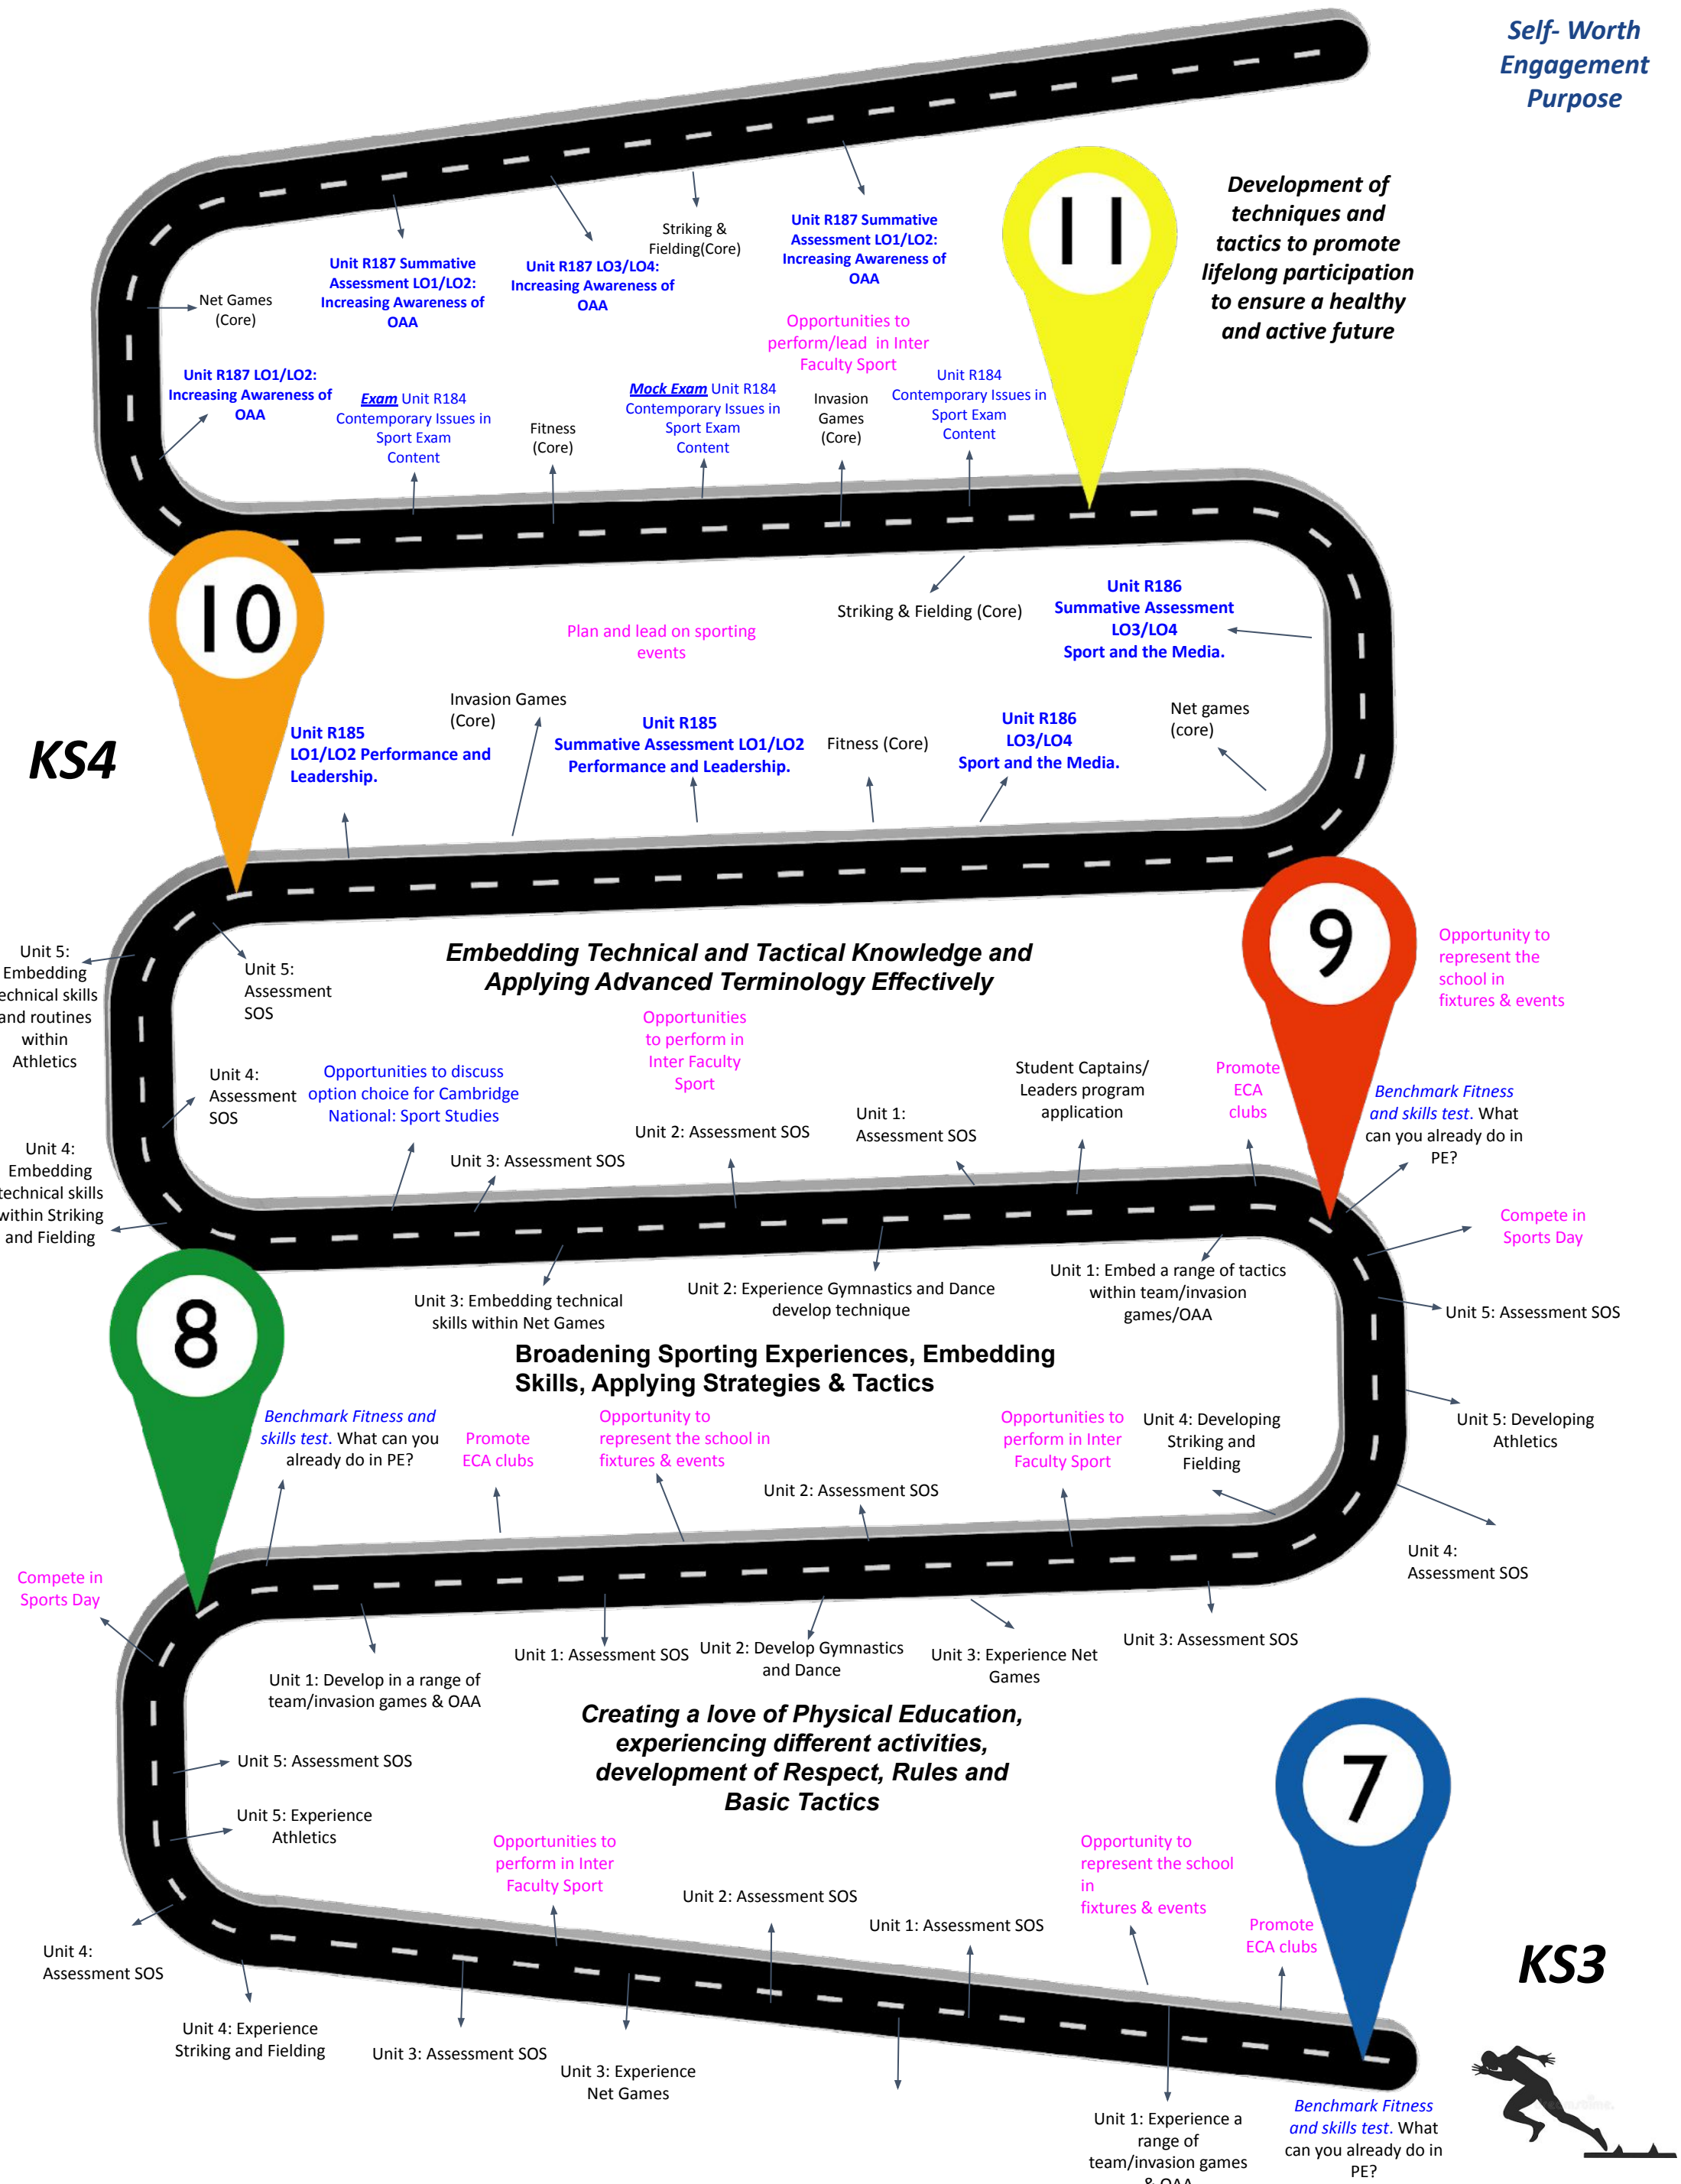 Self- Worth
Engagement
Purpose
11
Development of
techniques and
tactics to promote
lifelong participation
to ensure a healthy
and active future
Striking &
Fielding(Core)
Unit R187 Summative
Assessment LO1/LO2:
Increasing Awareness of
OAA
Unit R187 LO3/LO4:
Increasing Awareness of
OAA
Unit R187 Summative
Assessment LO1/LO2:
Increasing Awareness of
OAA
Net Games
(Core)
Opportunities to
perform/lead in Inter
Faculty Sport
Unit R187 LO1/LO2:
Increasing Awareness of
OAA
Exam Unit R184
Contemporary Issues in
Sport Exam
Content
Fitness
(Core)
Mock Exam Unit R184
Contemporary Issues in
Sport Exam
Content
Invasion
Games
(Core)
Unit R184
Contemporary Issues in
Sport Exam
Content
10
Striking & Fielding (Core)
Unit R186
Summative Assessment
LO3/LO4
Sport and the Media.
Plan and lead on sporting
events
KS4
Unit R185
LO1/LO2 Performance and
Leadership.
Invasion Games
(Core)
Unit R185
Summative Assessment LO1/LO2
Performance and Leadership.
Fitness (Core)
Unit R186
LO3/LO4
Sport and the Media.
Net games
(core)
9
Opportunity to
represent the
school in
fixtures & events
Unit 5:
Embedding
echnical skills
and routines
within
Athletics
Unit 5:
Assessment
SOS
Embedding Technical and Tactical Knowledge and
Applying Advanced Terminology Effectively
Opportunities
to perform in
Inter Faculty
Sport
Unit 4:
Assessment
SOS
Opportunities to discuss
option choice for Cambridge
National: Sport Studies
Unit 3: Assessment SOS
Unit 2: Assessment SOS
Unit 1:
Assessment SOS
Student Captains/
Leaders program
application
Promote
ECA
clubs
Benchmark Fitness
and skills test. What
can you already do in
PE?
Unit 4:
Embedding
technical skills
within Striking
and Fielding
Compete in
Sports Day
8
Unit 3: Embedding technical
skills within Net Games
Unit 2: Experience Gymnastics and Dance
develop technique
Unit 1: Embed a range of tactics
within team/invasion
games/OAA
Unit 5: Assessment SOS
Broadening Sporting Experiences, Embedding
Skills, Applying Strategies & Tactics
Benchmark Fitness and
skills test. What can you
already do in PE?
Promote
ECA clubs
Opportunity to
represent the school in
fixtures & events
Unit 2: Assessment SOS
Opportunities to
perform in Inter
Faculty Sport
Unit 4: Developing
Striking and
Fielding
Unit 5: Developing
Athletics
Unit 4:
Assessment SOS
Compete in
Sports Day
Unit 1: Develop in a range of
team/invasion games & OAA
Unit 1: Assessment SOS
Unit 2: Develop Gymnastics
and Dance
Unit 3: Experience Net
Games
Unit 3: Assessment SOS
Creating a love of Physical Education,
experiencing different activities,
development of Respect, Rules and
Basic Tactics
7
Unit 5: Assessment SOS
Unit 5: Experience
Athletics
Opportunities to
perform in Inter
Faculty Sport
Unit 2: Assessment SOS
Unit 1: Assessment SOS
Opportunity to
represent the school
in
fixtures & events
Promote
ECA clubs
KS3
Unit 4:
Assessment SOS
Unit 4: Experience
Striking and Fielding
Unit 3: Assessment SOS
Unit 3: Experience
Net Games
Unit 1: Experience a
range of
team/invasion games
& OAA
Benchmark Fitness
and skills test. What
can you already do in
PE?